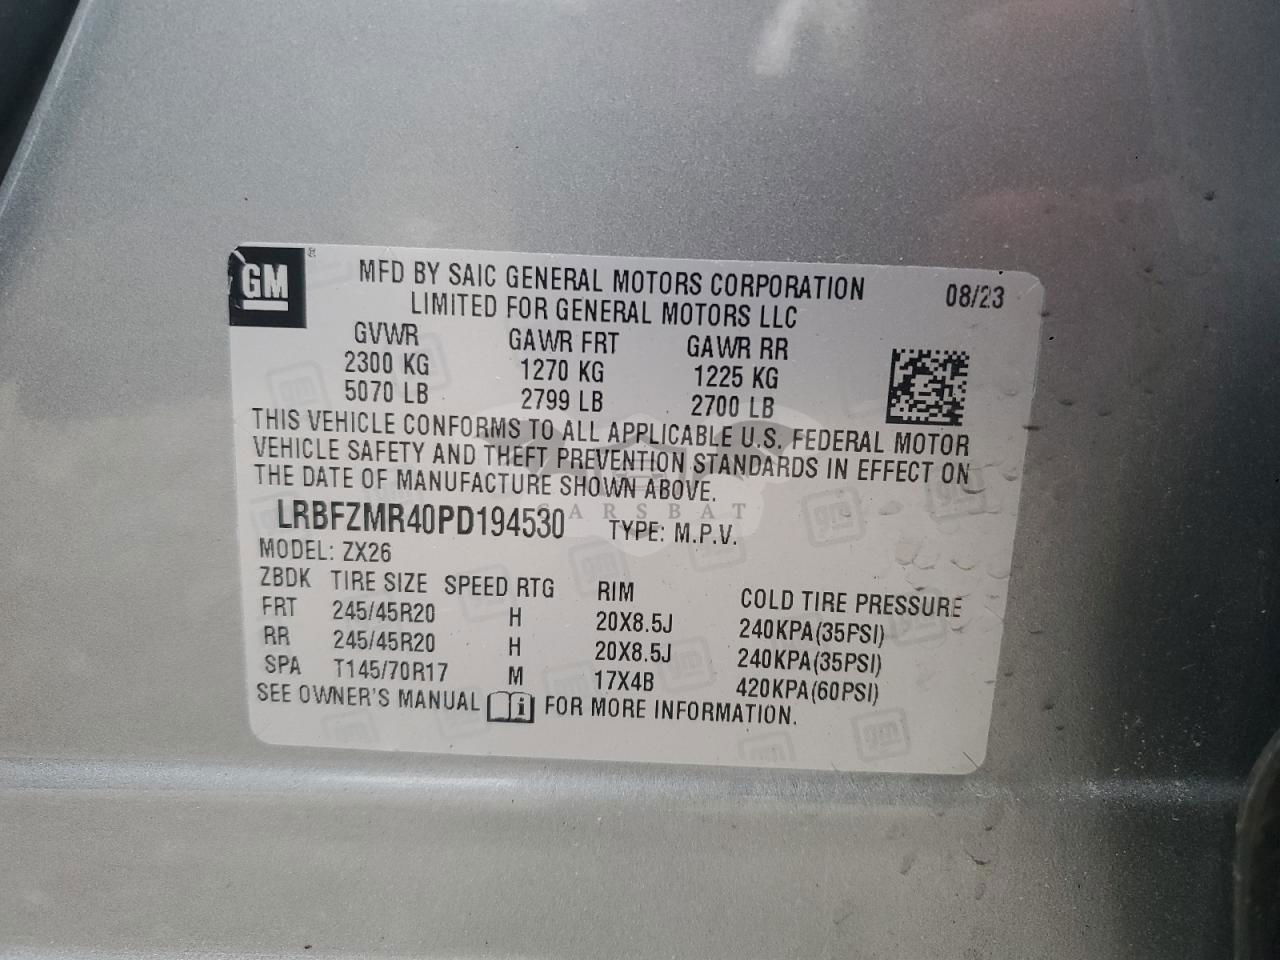 GM ® MFD BY SAIC GENERAL MOTORS CORPORATION 08/23
LIMITED FOR GENERAL MOTORS LLC
GVWR GAWR FRT GAWR RR
2300 KG 1270 KG 1225 KG
5070 LB 2799 LB 2700 LB
THIS VEHICLE CONFORMS TO ALL APPLICABLE U.S. FEDERAL MOTOR
VEHICLE SAFETY AND THEFT PREVENTION STANDARDS IN EFFECT ON
THE DATE OF MANUFACTURE SHOWN ABOVE.
CARSBAT
LRBFZMR40PD194530 TYPE: M.P.V.
MODEL: ZX26
ZBDK TIRE SIZE SPEED RTG RIM COLD TIRE PRESSURE
FRT 245/45R20 H 20X8.5J 240KPA(35PSI)
RR 245/45R20 H 20X8.5J 240KPA(35PSI)
SPA T145/70R17 M 17X4B 420KPA(60PSI)
SEE OWNER'S MANUAL i FOR MORE INFORMATION.